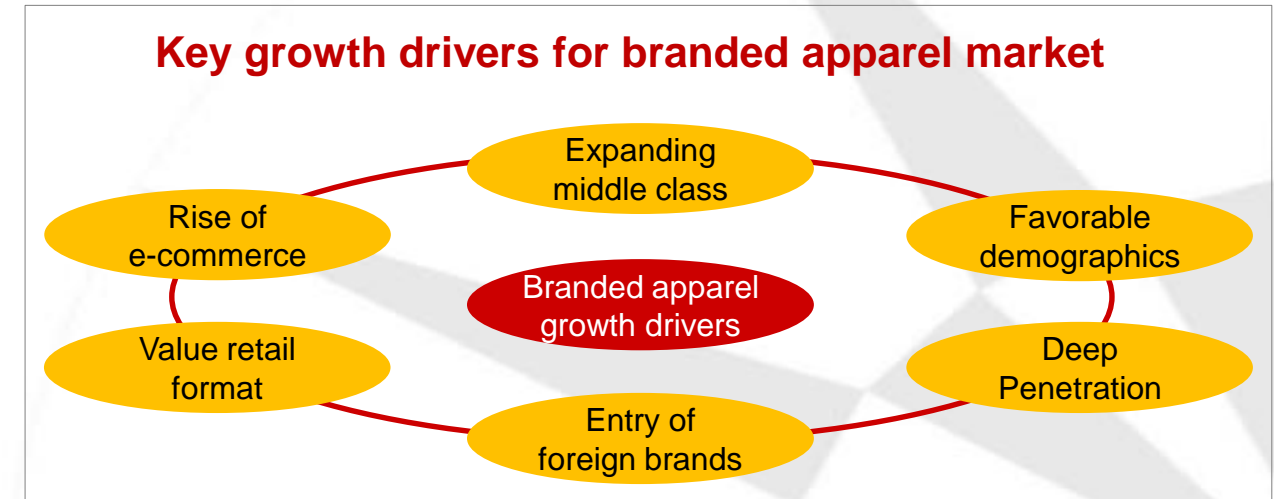 Key growth drivers for branded apparel market
Expanding
middle class
Rise of
e-commerce
Favorable
demographics
Branded apparel
growth drivers
Value retail
format
Deep
Penetration
Entry of
foreign brands